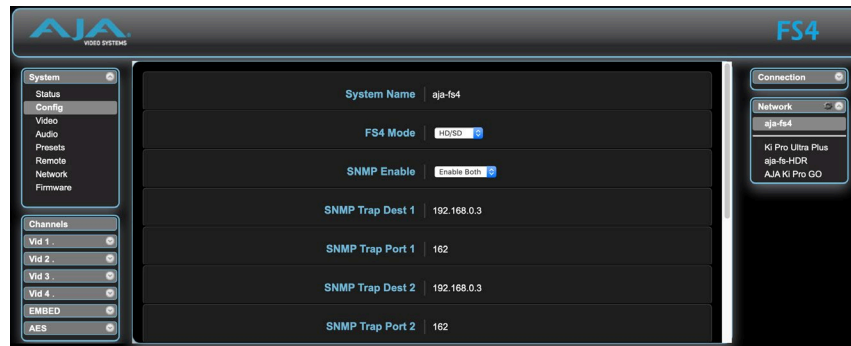 AJA
VIDEO SYSTEMS
FS4
System
Status
Config
Video
Audio
Presets
Remote
Network
Firmware
Channels
Vid 1 .
Vid 2 .
Vid 3 .
Vid 4 .
EMBED
AES
System Name aja-fs4
FS4 Mode HD/SD
SNMP Enable Enable Both
SNMP Trap Dest 1 192.168.0.3
SNMP Trap Port 1 162
SNMP Trap Dest 2 192.168.0.3
SNMP Trap Port 2 162
Connection
Network
aja-fs4
Ki Pro Ultra Plus
aja-fs-HDR
AJA Ki Pro GO